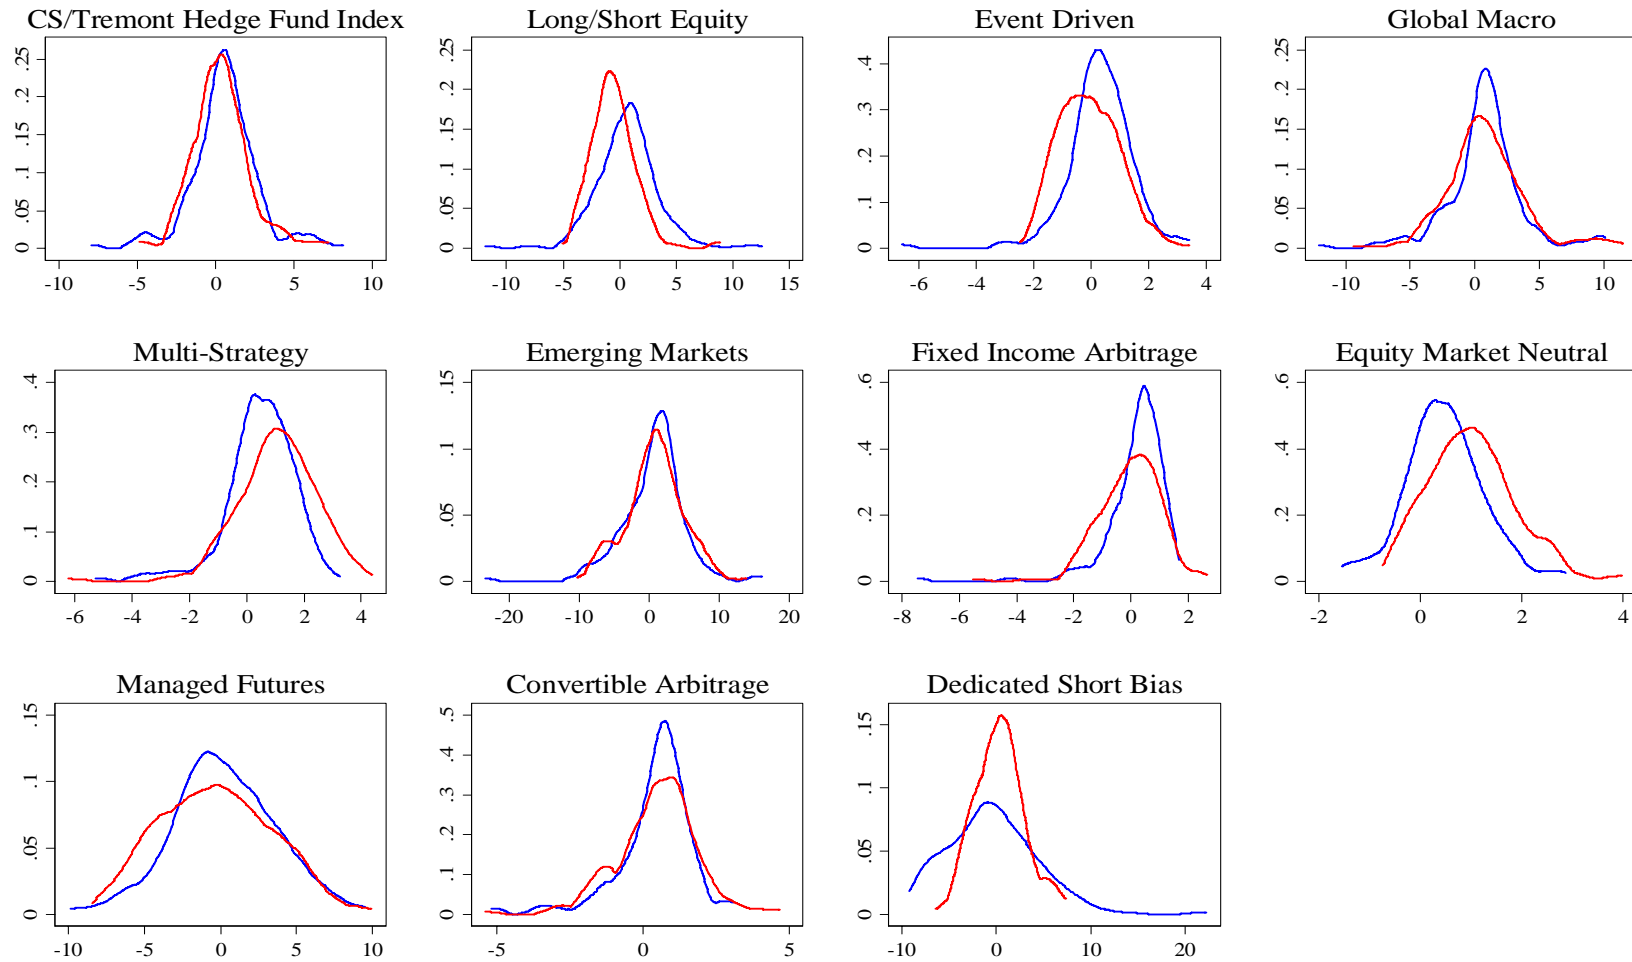 CS/Tremont Hedge Fund Index Long/Short Equity Event Driven Global Macro
.25 .25 .4 .25
.2 .2 .3 .2
.15 .15 .2 .15
.1 .1 .1 .1
.05 .05 0 .05
0 0 0
-10 -5 0 5 10 -10 -5 0 5 10 15 -6 -4 -2 0 2 4 -10 -5 0 5 10
Multi-Strategy Emerging Markets Fixed Income Arbitrage Equity Market Neutral
.4 .15 .6 .6
.3 .1 .4 .4
.2 .05 .2 .2
.1 0 0 0
0
-6 -4 -2 0 2 4 -20 -10 0 10 20 -8 -6 -4 -2 0 2 -2 0 2 4
Managed Futures Convertible Arbitrage Dedicated Short Bias
.15 .5 .15
.1 .4 .1
.05 .3 .05
0 .2 0
.1
0
-10 -5 0 5 10 -5 0 5 -10 0 10 20